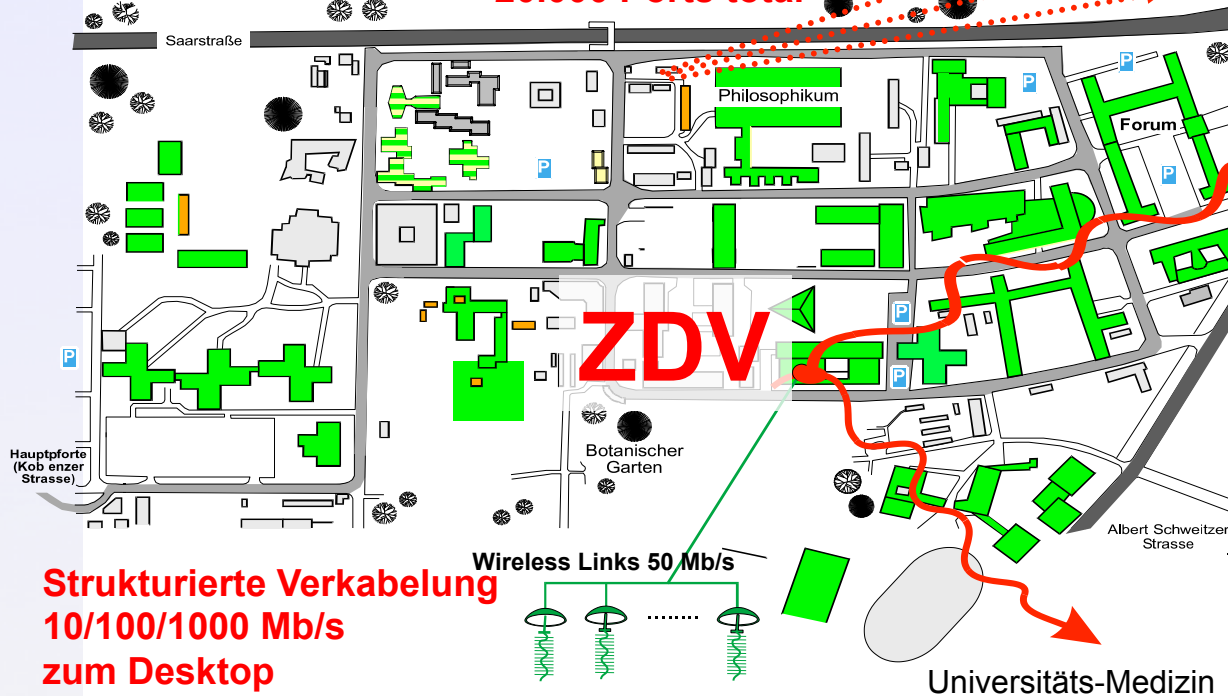 Saarstraße
P
Philosophikum
P
P
Forum
P
P
P
ZDV
P
P
Botanischer
Garten
Hauptpforte
(Kob enzer
Strasse)
Albert Schweitzer
Strasse
Wireless Links 50 Mb/s
Strukturierte Verkabelung
10/100/1000 Mb/s
zum Desktop
Universitäts-Medizin